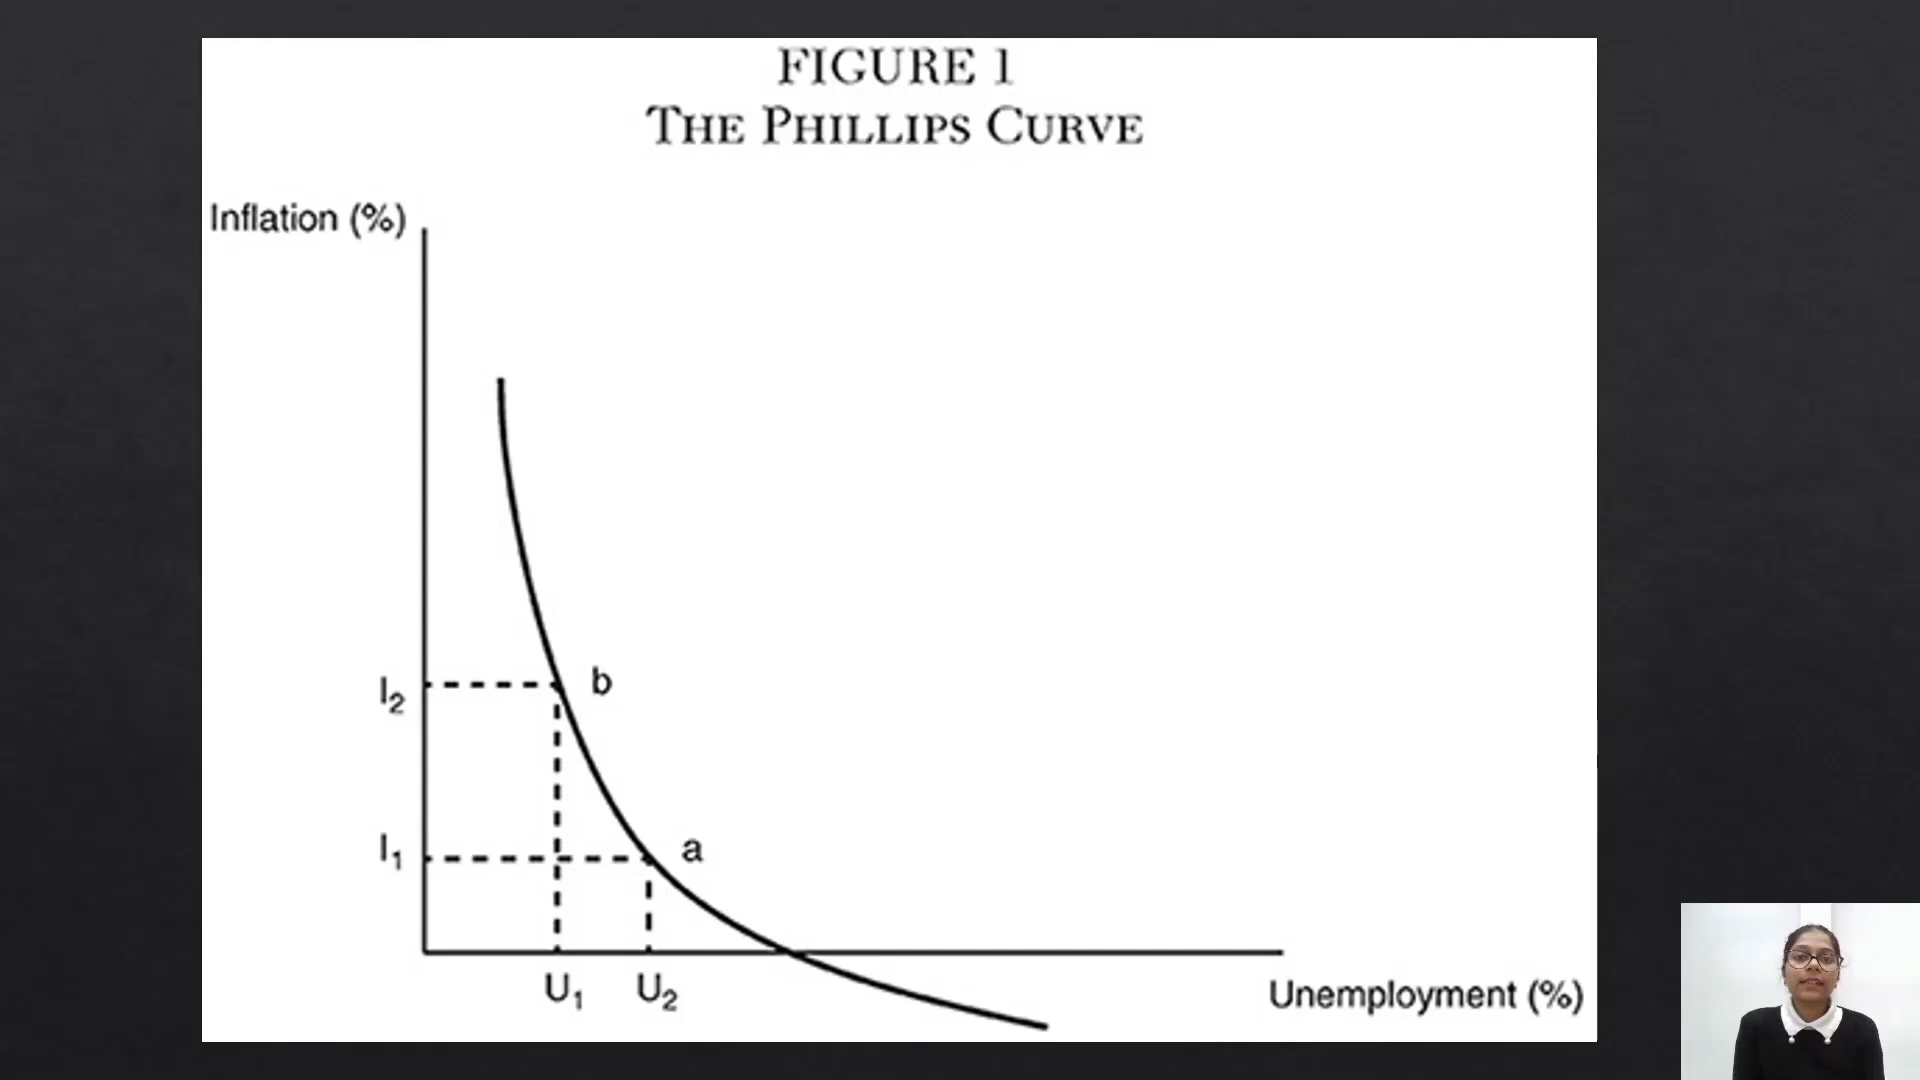 FIGURE 1
THE PHILLIPS CURVE
Inflation (%)
I2
b
I1
a
U1 U2
Unemployment (%)